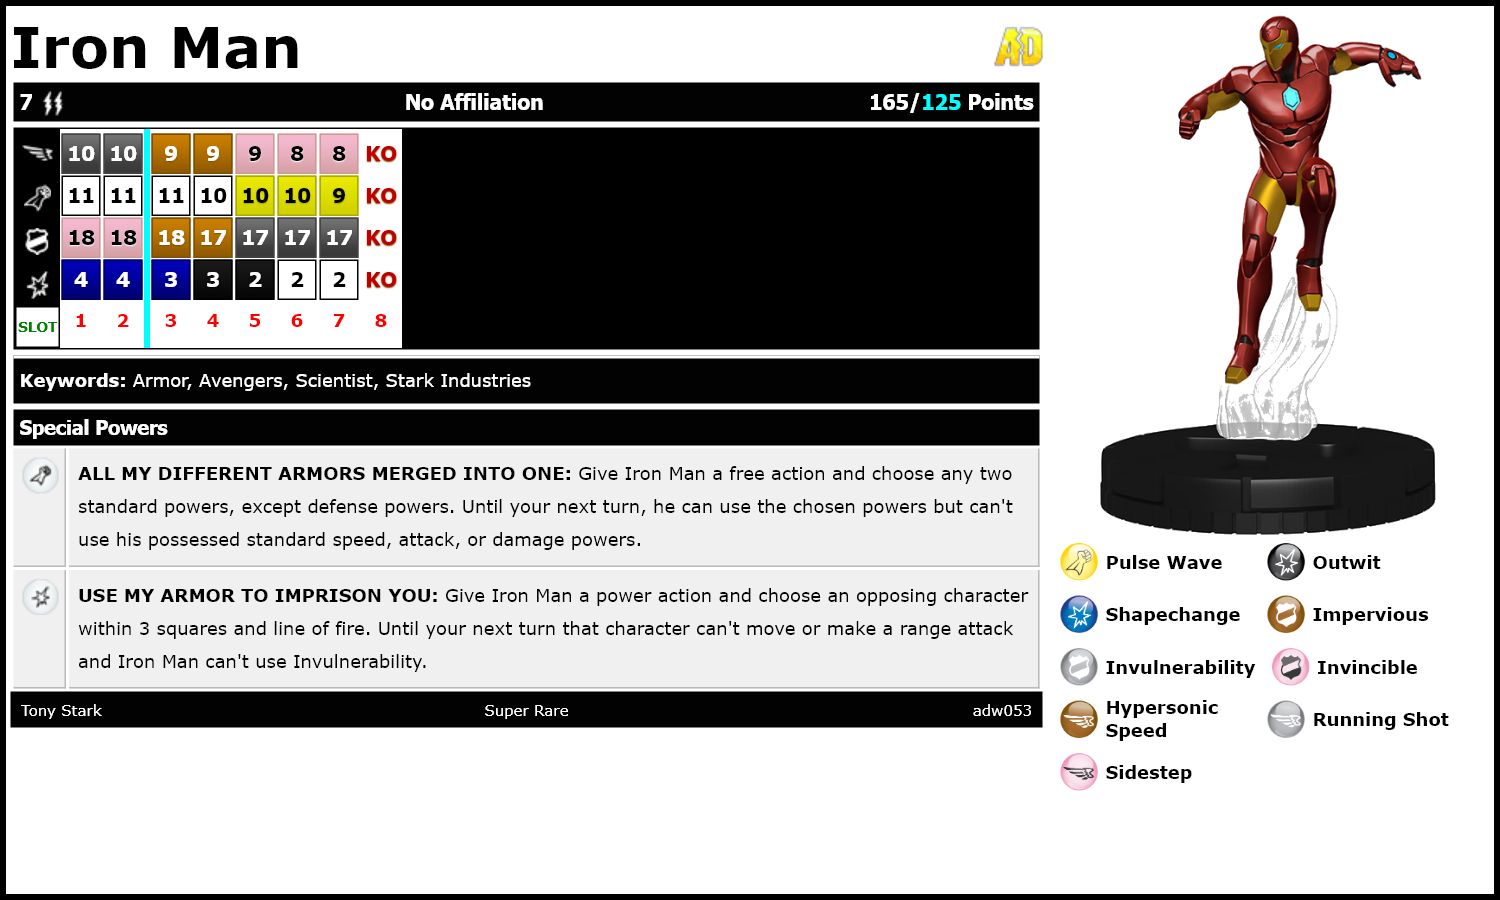 Iron Man
AD
7 No Affiliation 165/125 Points
10 10 9 9 9 8 8 KO
11 11 11 10 10 10 9 KO
18 18 18 17 17 17 17 KO
4 4 3 3 2 2 2 KO
SLOT 1 2 3 4 5 6 7 8
Keywords: Armor, Avengers, Scientist, Stark Industries
Special Powers
ALL MY DIFFERENT ARMORS MERGED INTO ONE: Give Iron Man a free action and choose any two
standard powers, except defense powers. Until your next turn, he can use the chosen powers but can't
use his possessed standard speed, attack, or damage powers.
USE MY ARMOR TO IMPRISON YOU: Give Iron Man a power action and choose an opposing character
within 3 squares and line of fire. Until your next turn that character can't move or make a range attack
and Iron Man can't use Invulnerability.
Tony Stark Super Rare adw053
Pulse Wave Outwit
Shapechange Impervious
Invulnerability Invincible
Hypersonic
Speed Running Shot
Sidestep